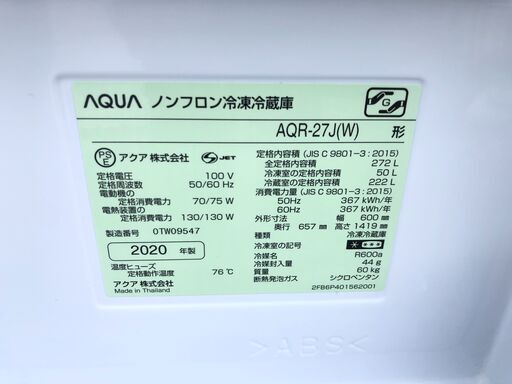 AQUA ノンフロン冷凍冷蔵庫
G
AQR-27J(W) 形
PS E アクア 株式会社 S JET
定格電圧 100 V
定格周波数 50/60 Hz
電動機の
定格消費電力 70/75 W
電熱装置の
定格消費電力 130/130 W
製造番号 0TW09547
2020 年製
温度ヒューズ
定格動作温度 76℃
アクア 株式会社
Made in Thailand
定格内容積 (JIS C 9801-3:2015)
全定格内容積 272 L
冷凍室の定格内容積 50 L
冷蔵室の定格内容積 222 L
消費電力量 (JIS C 9801-3:2015)
50Hz 367 kWh/年
60Hz 367 kWh/年
外形寸法 幅 600 mm
奥行 657 mm 高さ 1419 mm
種類 冷凍冷蔵庫
冷凍室の記号
冷媒名 R600a
冷媒封入量 44 g
質量 60 kg
断熱発泡ガス シクロペンタン
2FB6P401562001
>ABS<